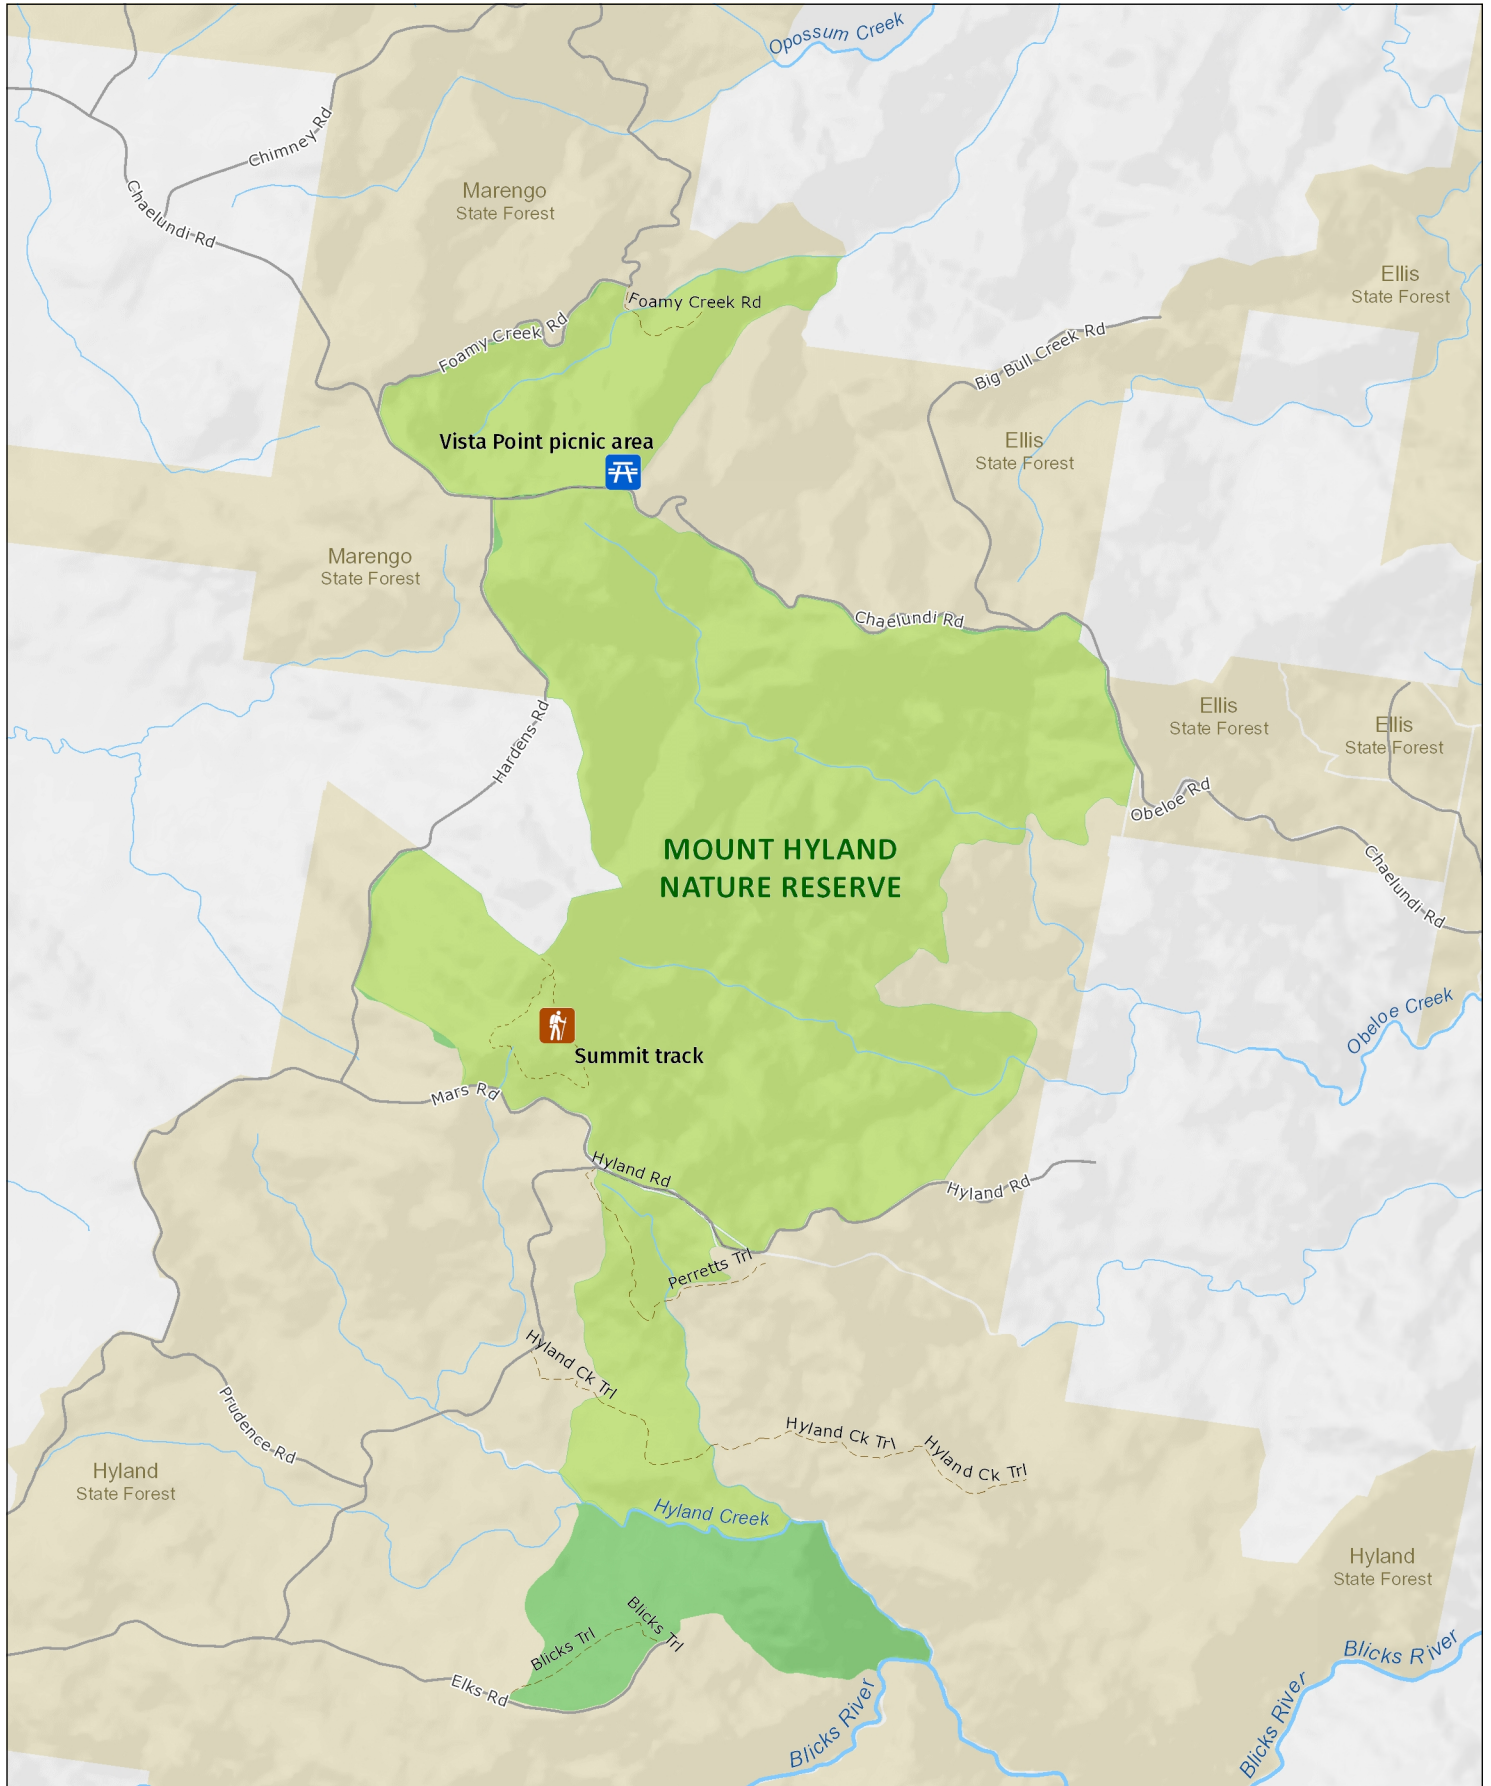 Opossum Creek
Chimney Rd
Marengo
State Forest
Chaelundi Rd
Ellis
State Forest
Foamy Creek Rd
Foamy Creek Rd
Big Bull Creek Rd
Vista Point picnic area
Ellis
State Forest
Marengo
State Forest
Chaelundi Rd
Ellis
State Forest
Ellis
State Forest
Hardens Rd
Obeloe Rd
MOUNT HYLAND
NATURE RESERVE
Chaelundi Rd
Obeloe Creek
Summit track
Mars Rd
Hyland Rd
Hyland Rd
Perretts Trl
Hyland Ck Trl
Prudence Rd
Hyland Ck Trl
Hyland Ck Trl
Hyland
State Forest
Hyland Creek
Hyland
State Forest
Blicks Trl
Blicks Trl
Elks Rd
Blicks River
Blicks River
Blicks River